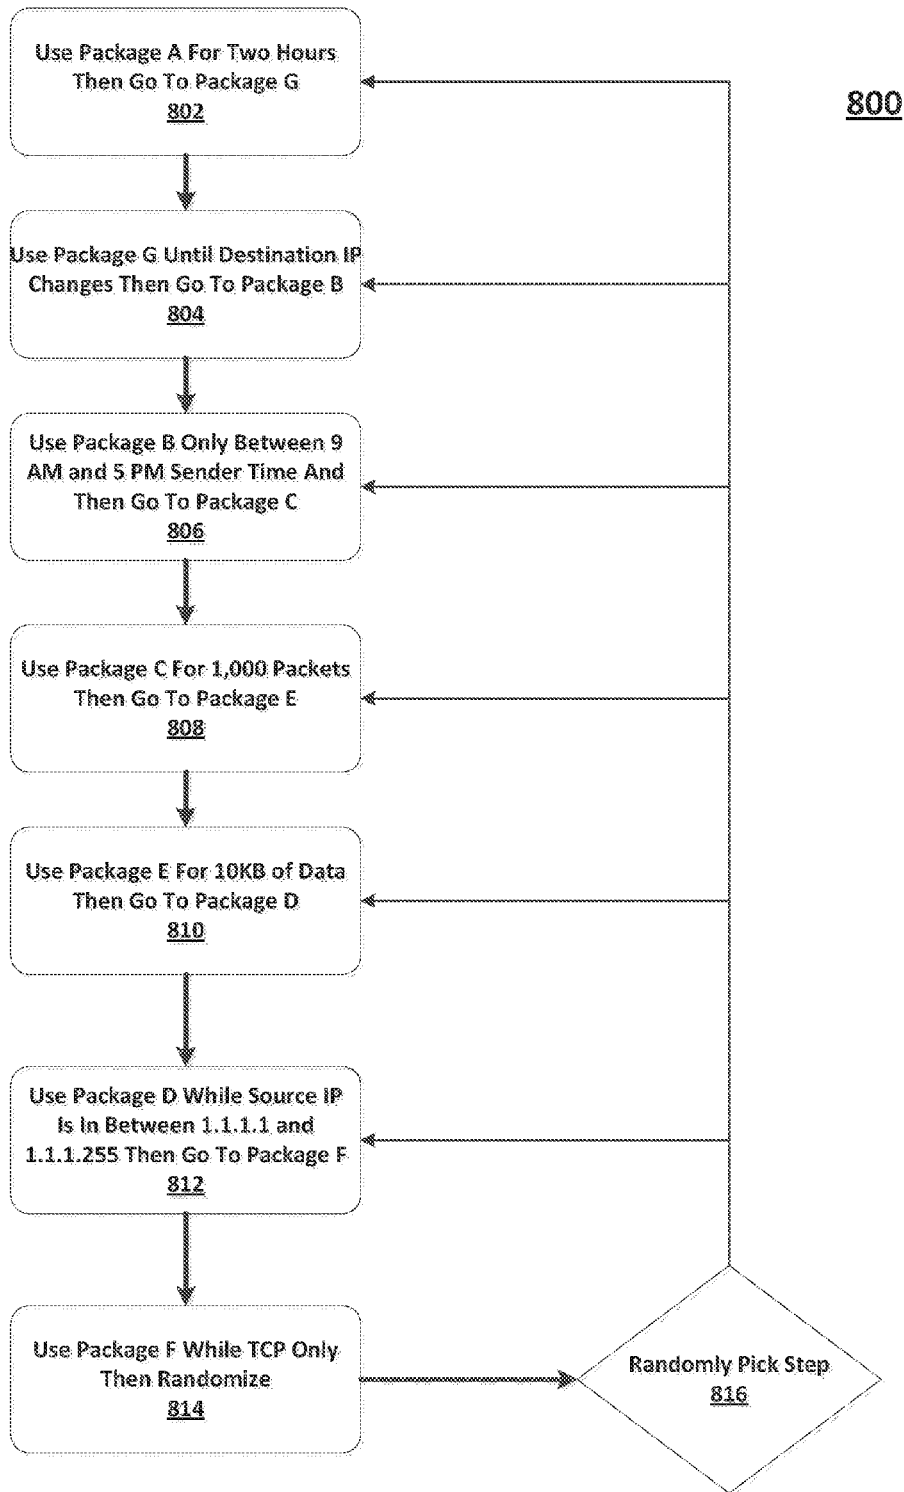 Use Package A For Two Hours
Then Go To Package G
802
800
Use Package G Until Destination IP
Changes Then Go To Package B
804
Use Package B Only Between 9
AM and 5 PM Sender Time And
Then Go To Package C
806
Use Package C For 1,000 Packets
Then Go To Package E
808
Use Package E For 10KB of Data
Then Go To Package D
810
Use Package D While Source IP
Is In Between 1.1.1.1 and
1.1.1.255 Then Go To Package F
812
Use Package F While TCP Only
Then Randomize
814
Randomly Pick Step
816